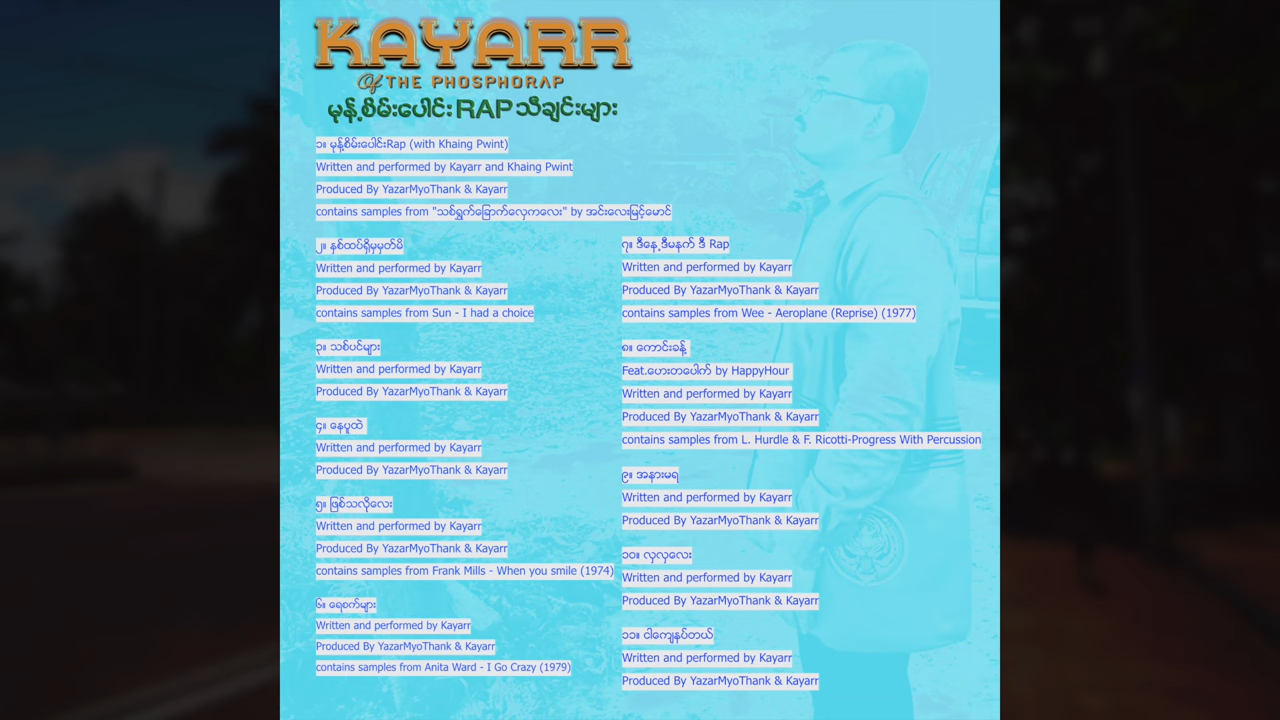 KAYARR
Of THE PHOSPHORAP
မုန့်စိမ်းပေါင်း RAP သီချင်းများ
၁။ မုန့်စိမ်းပေါင်းRap (with Khaing Pwint)
Written and performed by Kayarr and Khaing Pwint
Produced By YazarMyoThank & Kayarr
contains samples from "သစ်ရွှက်ခြောက်လှေကလေး" by အင်းလေးမြင့်မောင်
၂။ နှစ်ထပ်ရှိမှမှတ်မိ
Written and performed by Kayarr
Produced By YazarMyoThank & Kayarr
contains samples from Sun - I had a choice
၃။ သစ်ပင်များ
Written and performed by Kayarr
Produced By YazarMyoThank & Kayarr
၄။ နေပူထဲ
Written and performed by Kayarr
Produced By YazarMyoThank & Kayarr
၅။ ဖြစ်သလိုလေး
Written and performed by Kayarr
Produced By YazarMyoThank & Kayarr
contains samples from Frank Mills - When you smile (1974)
၆။ ရေစက်များ
Written and performed by Kayarr
Produced By YazarMyoThank & Kayarr
contains samples from Anita Ward - I Go Crazy (1979)
၇။ ဒီနေ့ ဒီမနက် ဒီ Rap
Written and performed by Kayarr
Produced By YazarMyoThank & Kayarr
contains samples from Wee - Aeroplane (Reprise) (1977)
၈။ ကောင်းခန့်
Feat.ဟေးတပေါက် by HappyHour
Written and performed by Kayarr
Produced By YazarMyoThank & Kayarr
contains samples from L. Hurdle & F. Ricotti-Progress With Percussion
၉။ အနားမရ
Written and performed by Kayarr
Produced By YazarMyoThank & Kayarr
၁၀။ လှလှလေး
Written and performed by Kayarr
Produced By YazarMyoThank & Kayarr
၁၁။ ငါကျေနပ်တယ်
Written and performed by Kayarr
Produced By YazarMyoThank & Kayarr